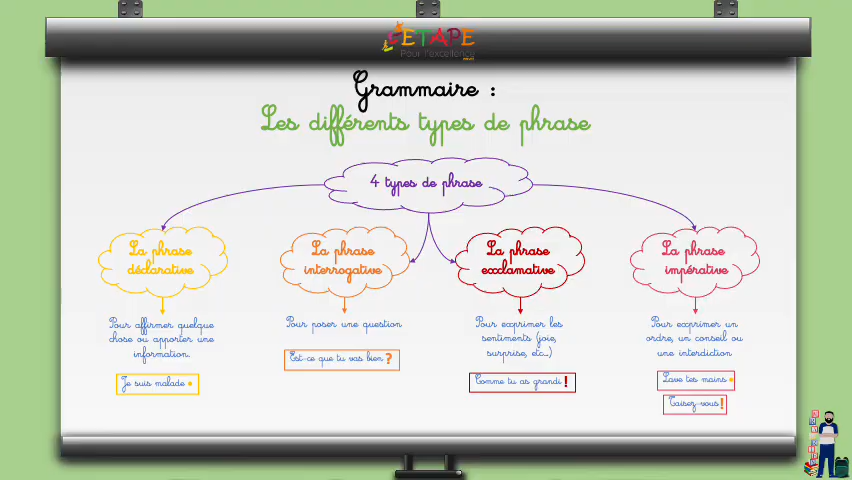 ETAPE
Pour l'excellence
Grammaire :
Les différents types de phrase
4 types de phrase
La phrase
déclarative
La phrase
interrogative
La phrase
exclamative
La phrase
impérative
Pour affirmer quelque
chose ou apporter une
information.
Je suis malade.
Pour poser une question
Est-ce que tu vas bien ?
Pour exprimer les
sentiments (joie,
surprise, etc...)
Comme tu as grandi !
Pour exprimer un
ordre, un conseil ou
une interdiction
Lave tes mains.
Taisez-vous !